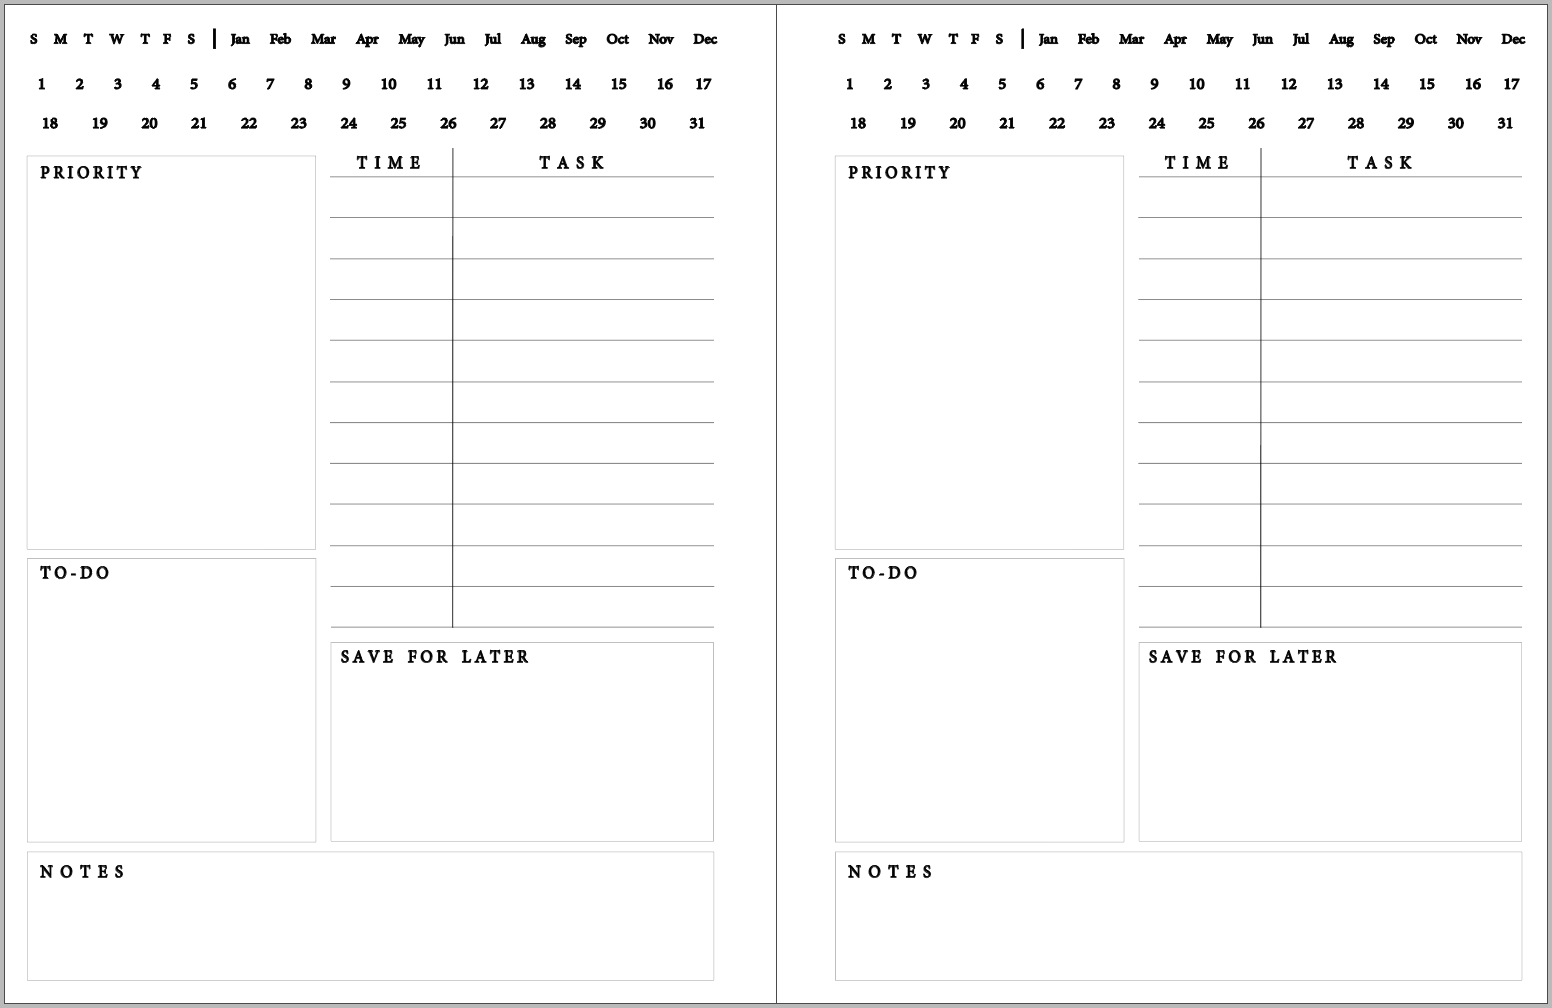 S M T W T F S | Jan Feb Mar Apr May Jun Jul Aug Sep Oct Nov Dec
1 2 3 4 5 6 7 8 9 10 11 12 13 14 15 16 17
18 19 20 21 22 23 24 25 26 27 28 29 30 31
PRIORITY
TIME TASK
TO-DO
SAVE FOR LATER
NOTES
S M T W T F S | Jan Feb Mar Apr May Jun Jul Aug Sep Oct Nov Dec
1 2 3 4 5 6 7 8 9 10 11 12 13 14 15 16 17
18 19 20 21 22 23 24 25 26 27 28 29 30 31
PRIORITY
TIME TASK
TO-DO
SAVE FOR LATER
NOTES